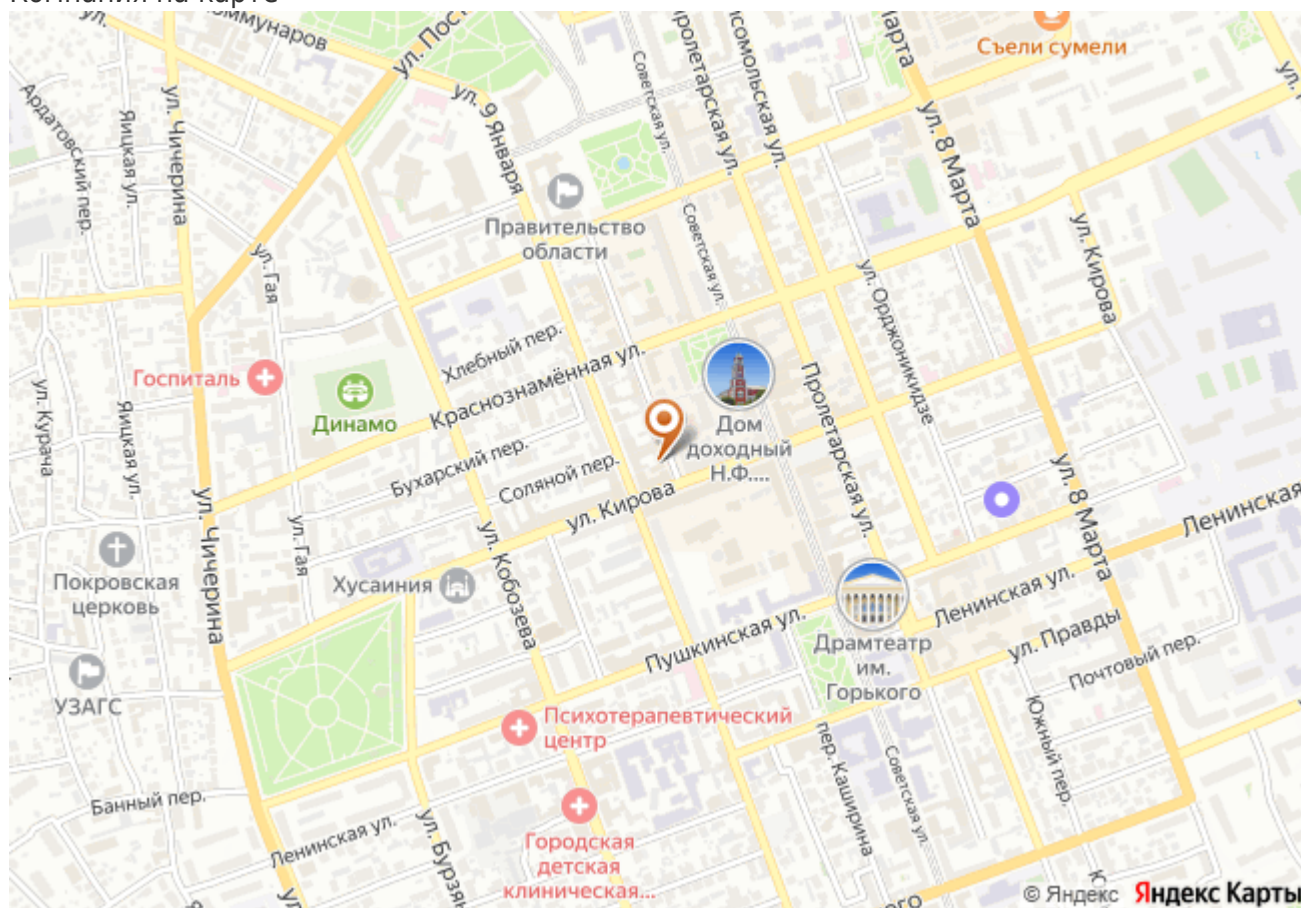 Компания на карте
Съели сумели
ул. Пост
ул. 9 Января
Советская ул.
Пролетарская ул.
Комсомольская ул.
Марта
ул. 8 Марта
Ардатовский пер.
Яицкая ул.
ул. Чичерина
Правительство
области
Советская ул.
ул. Кирова
ул. Гая
ул. Орджоникидзе
Хлебный пер.
Краснознамённая ул.
Госпиталь
Динамо
Дом
доходный
Н.Ф....
Пролетарская ул.
ул. Курача
Яицкая ул.
Бухарский пер.
Соляной пер.
ул. Кирова
ул. 8 Марта
Ленинская
ул. Чичерина
ул. Гая
ул. Кобозева
Покровская
церковь
Хусаиния
Ленинская ул.
Пушкинская ул.
ул. Правды
Почтовый пер.
Драмтеатр
им.
Горького
УЗАГС
Южный пер.
Психотерапевтический
центр
пер. Каширина
Советская ул.
Банный пер.
Ленинская ул.
ул. Бурзян
Городская
детская
клиническая...
© Яндекс Яндекс Карты